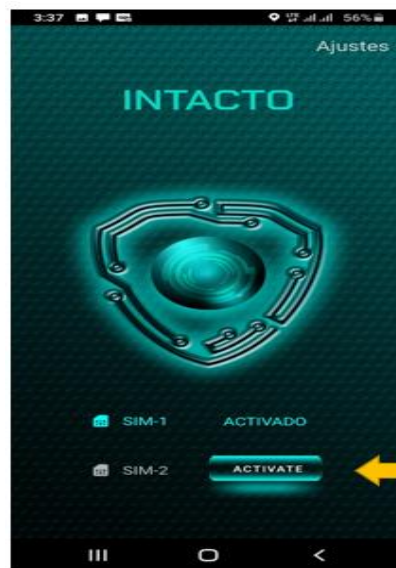 3:37 56%
Ajustes
INTACTO
SIM-1 ACTIVADO
SIM-2 ACTIVATE